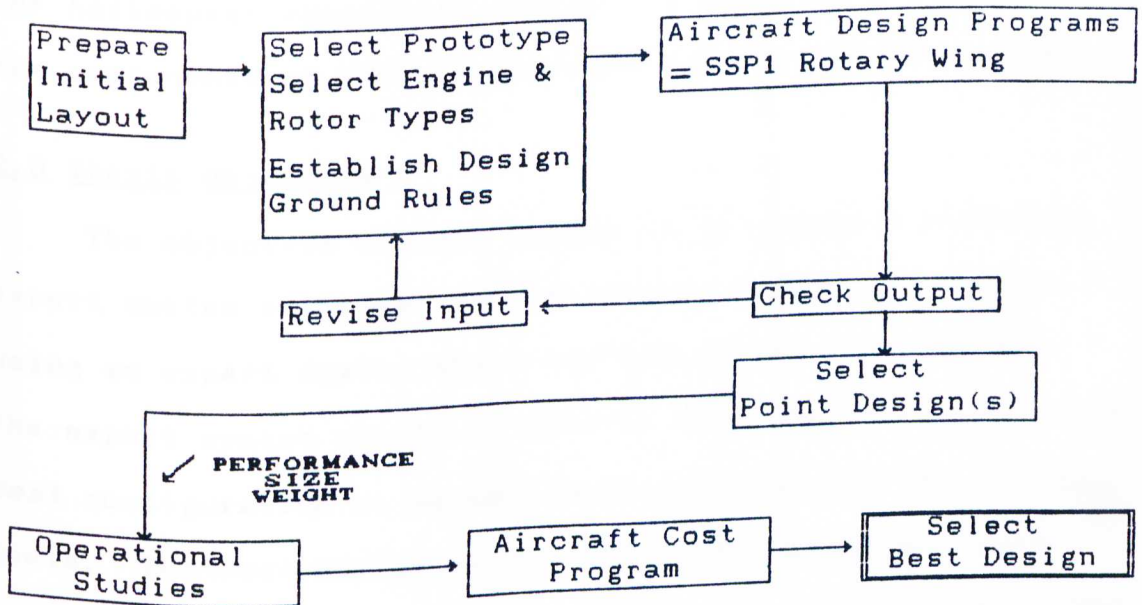 Prepare
Initial
Layout
Select Prototype
Select Engine &
Rotor Types
Establish Design
Ground Rules
Aircraft Design Programs
= SSP1 Rotary Wing
Revise Input
Check Output
Select
Point Design(s)
PERFORMANCE
SIZE
WEIGHT
Operational
Studies
Aircraft Cost
Program
Select
Best Design